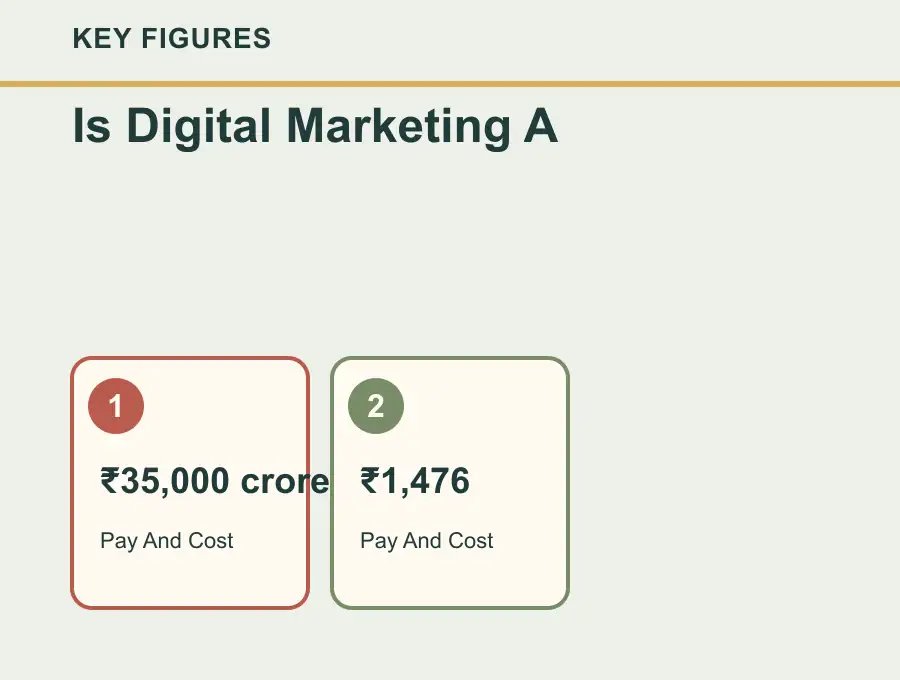 KEY FIGURES
Is Digital Marketing A
1
₹35,000 crore
Pay And Cost
2
₹1,476
Pay And Cost